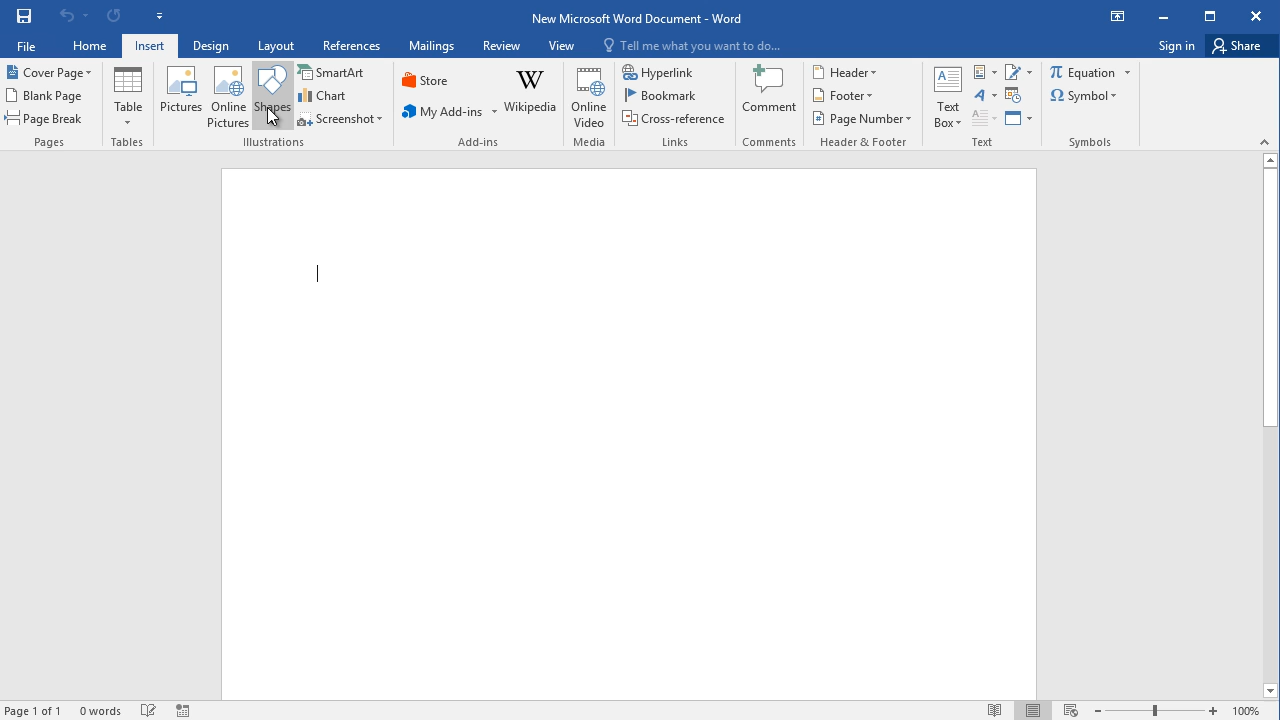 New Microsoft Word Document - Word
File Home Insert Design Layout References Mailings Review View Tell me what you want to do... Sign in Share
Cover Page
Blank Page
Page Break
Pages
Table
Tables
Pictures
Online
Pictures
Shapes
SmartArt
Chart
Screenshot
Illustrations
Store
My Add-ins
Wikipedia
Add-ins
Online
Video
Media
Hyperlink
Bookmark
Cross-reference
Links
Comment
Comments
Header
Footer
Page Number
Header & Footer
Text
Box
Text
Equation
Symbol
Symbols
Page 1 of 1 0 words 100%